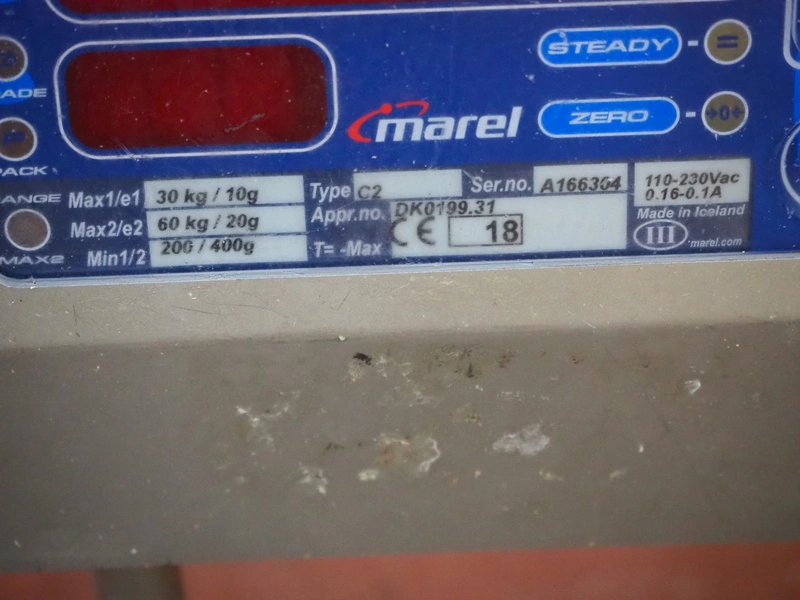 STEADY
ADE
marel
ZERO
PACK
ANGE
MAX2
Max1/e1 30 kg / 10g
Max2/e2 60 kg / 20g
Min1/2 200 / 400g
Type C2
Ser.no. A166364
Appr.no. DK0199.31
T= -Max CE 18
110-230Vac
0.16-0.1A
Made in Iceland
III marel.com